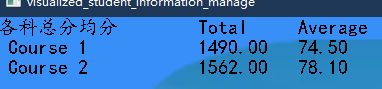 visualized_student_information_manage
各科总分均分 Total Average
Course 1 1490.00 74.50
Course 2 1562.00 78.10